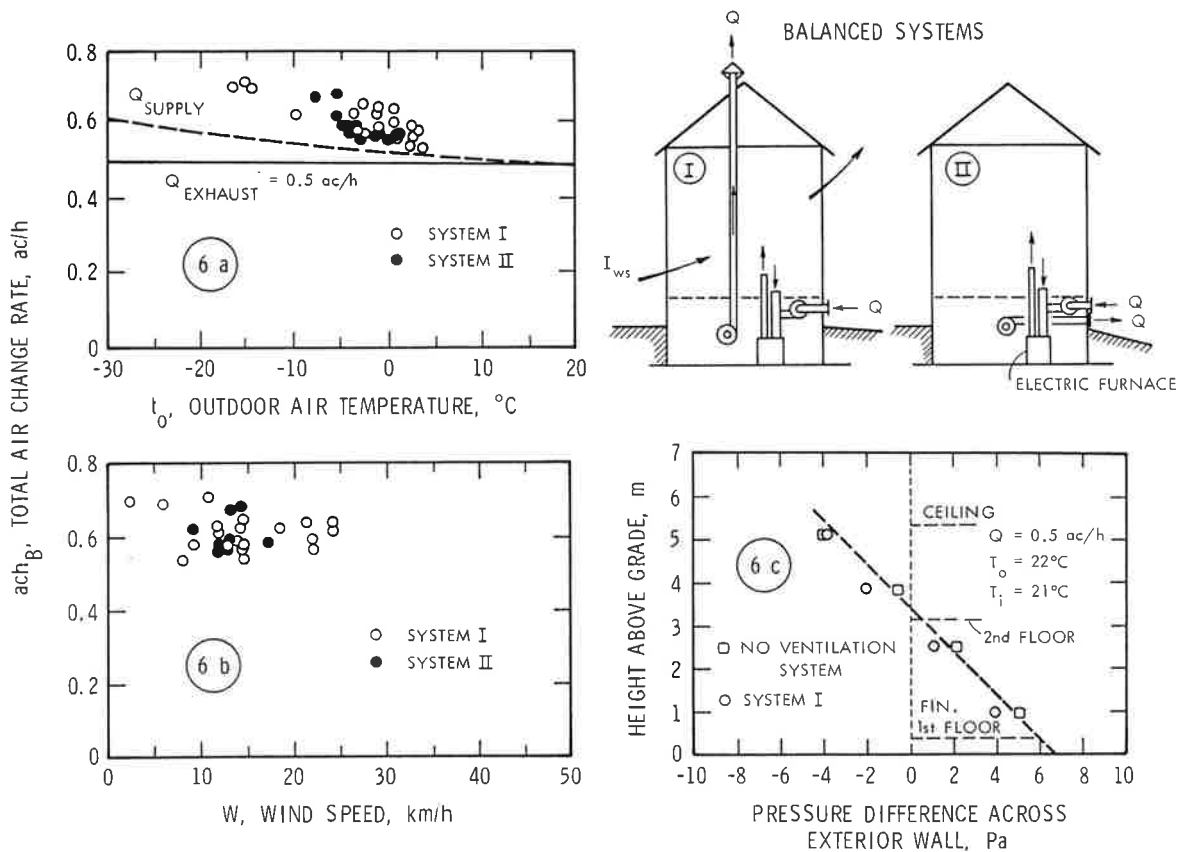 0.8
0.6
0.4
0.2
0
Q SUPPLY
Q EXHAUST = 0.5 ac/h
○ SYSTEM I
● SYSTEM II
6 a
-30 -20 -10 0 10 20
t_o, OUTDOOR AIR TEMPERATURE, °C
ach_B, TOTAL AIR CHANGE RATE, ac/h
0.8
0.6
0.4
0.2
0
○ SYSTEM I
● SYSTEM II
6 b
0 10 20 30 40 50
W, WIND SPEED, km/h
BALANCED SYSTEMS
Q
I
I_ws
Q
II
Q
Q
ELECTRIC FURNACE
7
6
5
4
3
2
1
0
HEIGHT ABOVE GRADE, m
6 c
CEILING
Q = 0.5 ac/h
T_o = 22°C
T_i = 21°C
2nd FLOOR
□ NO VENTILATION
SYSTEM
○ SYSTEM I
FIN.
1st FLOOR
-10 -8 -6 -4 -2 0 2 4 6 8 10
PRESSURE DIFFERENCE ACROSS
EXTERIOR WALL, Pa